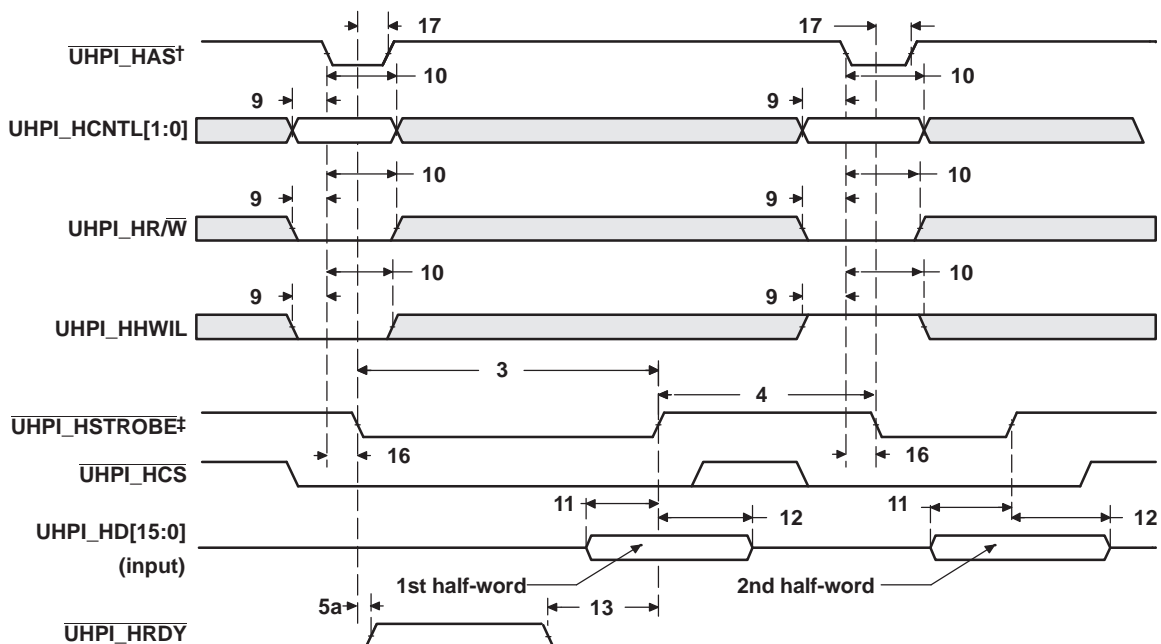 17 17
UHPI_HAS†
10 10
9 9
UHPI_HCNTL[1:0]
10 10
9 9
UHPI_HR/W
10 10
9 9
UHPI_HHWIL
3
4
UHPI_HSTROBE‡
16 16
UHPI_HCS
11 11
UHPI_HD[15:0]
12 12
(input)
1st half-word 2nd half-word
5a 13
UHPI_HRDY